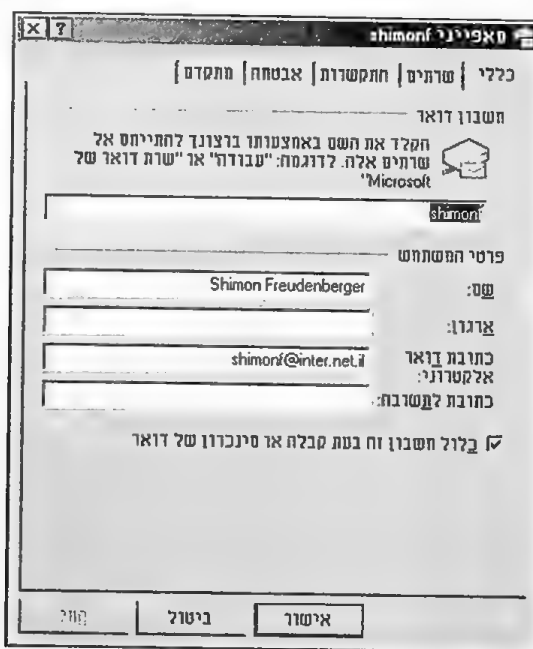 מאפייני shimonf
כללי שרתים התקשרות אבטחה מתקדם
חשבון דואר
הקלד את השם באמצעותו ברצונך להתייחס אל
שרתים אלה. לדוגמה: "עבודה" או "שרת דואר של
Microsoft"
shimonf
פרטי המשתמש
שם:
Shimon Freudenberger
ארגון:
כתובת דואר
אלקטרוני:
shimonf@inter.net.il
כתובת לתשובה:
כלול חשבון זה בעת קבלה או סינכרון של דואר
אישור ביטול החל